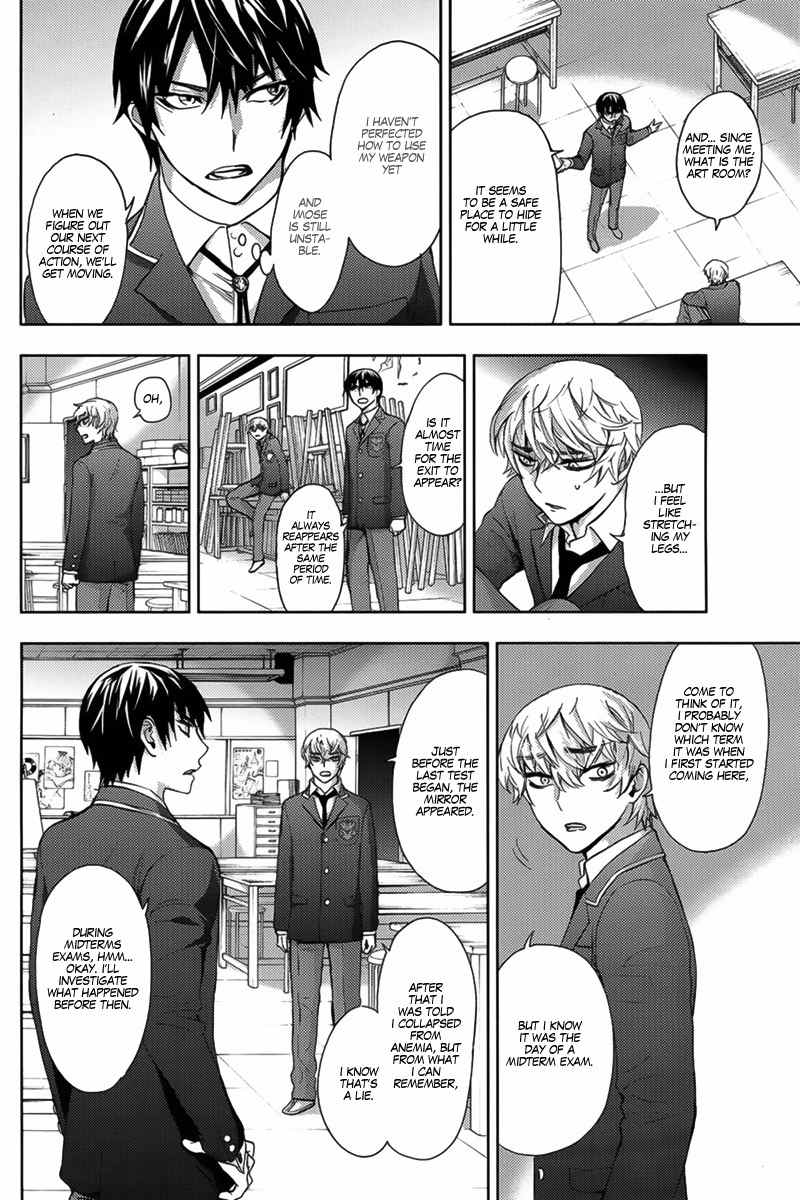 AND... SINCE
MEETING ME,
WHAT IS THE
ART ROOM?
IT SEEMS
TO BE A SAFE
PLACE TO HIDE
FOR A LITTLE
WHILE.
I HAVEN'T
PERFECTED
HOW TO USE
MY WEAPON
YET
AND
IMOSE
IS STILL
UNSTA-
BLE.
WHEN WE
FIGURE OUT
OUR NEXT
COURSE OF
ACTION, WE'LL
GET MOVING.
...BUT
I FEEL
LIKE
STRETCH-
ING MY
LEGS...
IS IT
ALMOST
TIME
FOR THE
EXIT TO
APPEAR?
IT
ALWAYS
REAPPEARS
AFTER THE
SAME
PERIOD
OF TIME.
OH,
COME TO
THINK OF IT,
I PROBABLY
DON'T KNOW
WHICH TERM
IT WAS WHEN
I FIRST STARTED
COMING HERE,
BUT I KNOW
IT WAS THE
DAY OF A
MIDTERM EXAM.
JUST
BEFORE THE
LAST TEST
BEGAN, THE
MIRROR
APPEARED.
AFTER
THAT I
WAS TOLD
I COLLAPSED
FROM
ANEMIA, BUT
FROM WHAT
I CAN
REMEMBER,
I KNOW
THAT'S
A LIE.
DURING
MIDTERMS
EXAMS, HMM...
OKAY. I'LL
INVESTIGATE
WHAT HAPPENED
BEFORE THEN.